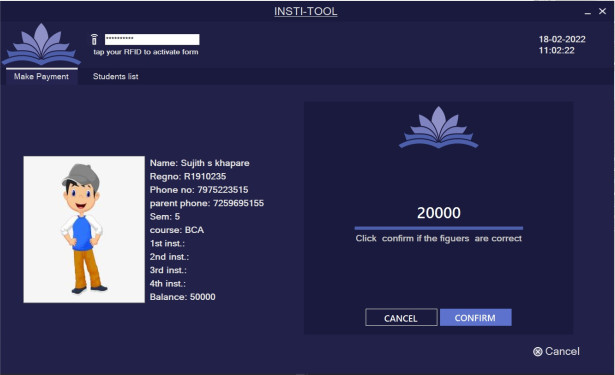 INSTI-TOOL
18-02-2022
11:02:22
tap your RFID to activate form
Make Payment
Students list
Name: Sujith s khapare
Regno: R1910235
Phone no: 7975223515
parent phone: 7259695155
Sem: 5
course: BCA
1st inst.:
2nd inst.:
3rd inst.:
4th inst.:
Balance: 50000
20000
Click confirm if the figuers are correct
CANCEL
CONFIRM
Cancel